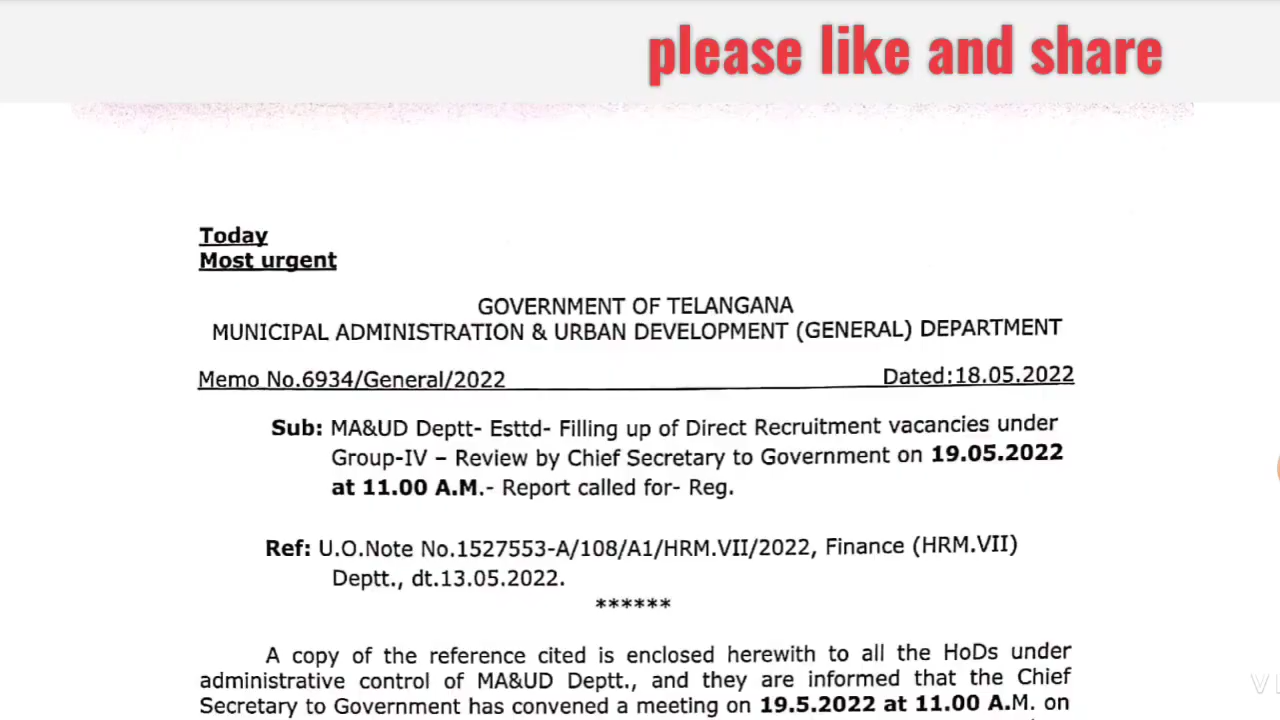 please like and share
Today
Most urgent
GOVERNMENT OF TELANGANA
MUNICIPAL ADMINISTRATION & URBAN DEVELOPMENT (GENERAL) DEPARTMENT
Memo No.6934/General/2022 Dated:18.05.2022
Sub: MA&UD Deptt- Esttd- Filling up of Direct Recruitment vacancies under
Group-IV – Review by Chief Secretary to Government on 19.05.2022
at 11.00 A.M.- Report called for- Reg.
Ref: U.O.Note No.1527553-A/108/A1/HRM.VII/2022, Finance (HRM.VII)
Deptt., dt.13.05.2022.
******
A copy of the reference cited is enclosed herewith to all the HoDs under
administrative control of MA&UD Deptt., and they are informed that the Chief
Secretary to Government has convened a meeting on 19.5.2022 at 11.00 A.M. on